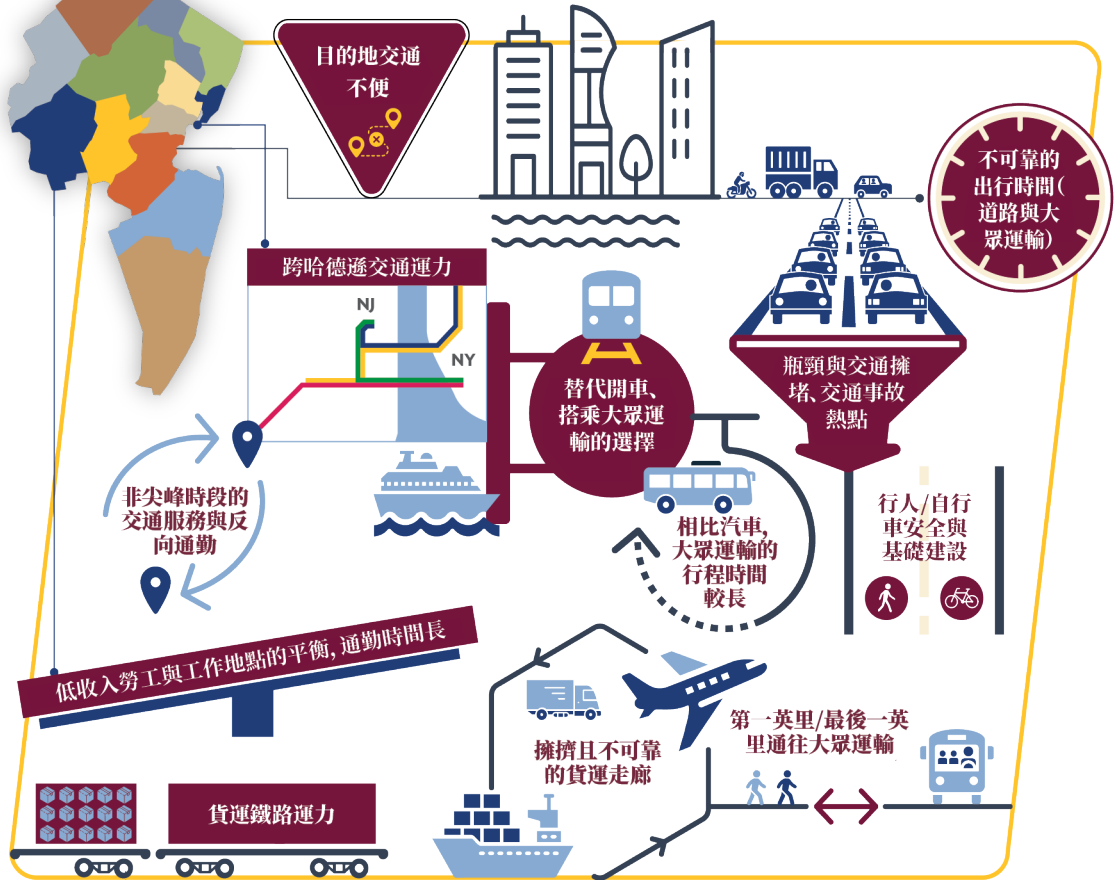 目的地交通
不便
不可靠的
出行時間(
道路與大
眾運輸)
跨哈德遜交通運力
NJ
NY
替代開車、
搭乘大眾運
輸的選擇
瓶頸與交通擁
堵、交通事故
熱點
非尖峰時段的
交通服務與反
向通勤
相比汽車,
大眾運輸的
行程時間
較長
行人/自行
車安全與
基礎建設
低收入勞工與工作地點的平衡, 通勤時間長
擁擠且不可靠
的貨運走廊
第一英里/最後一英
里通往大眾運輸
貨運鐵路運力